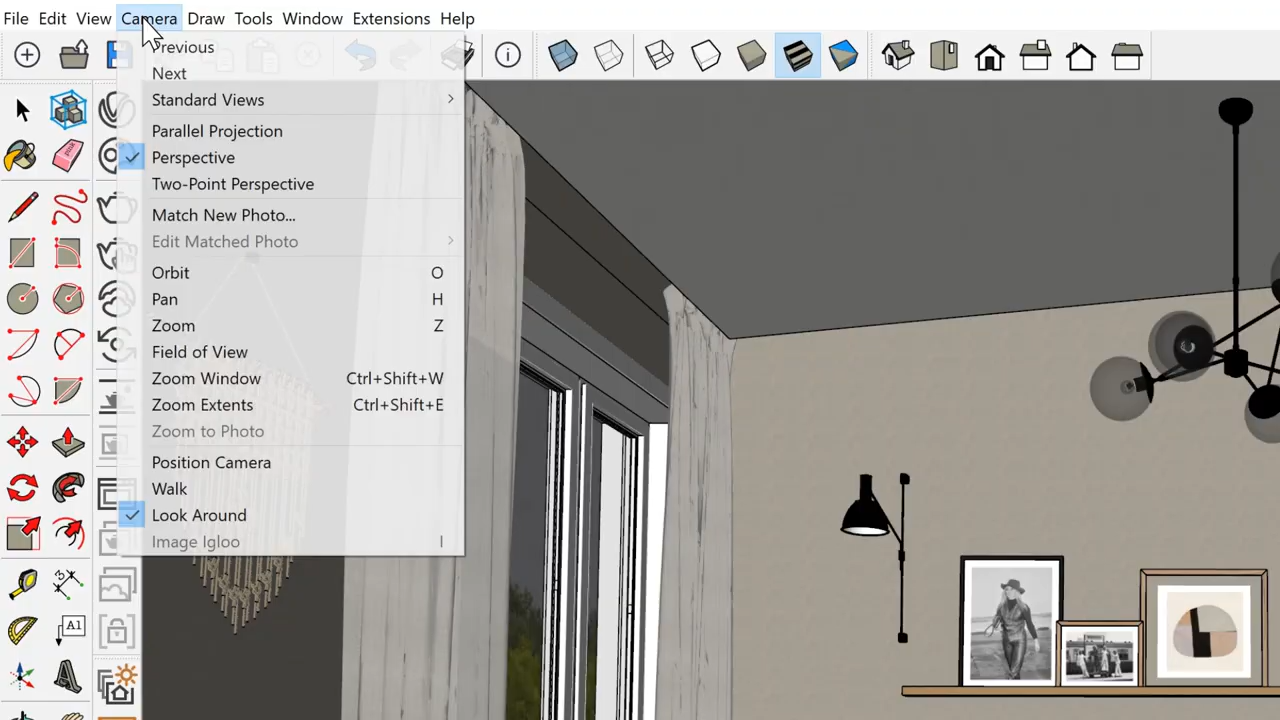 File Edit View Camera Draw Tools Window Extensions Help
Previous
Next
Standard Views
Parallel Projection
Perspective
Two-Point Perspective
Match New Photo...
Edit Matched Photo
Orbit O
Pan H
Zoom Z
Field of View
Zoom Window Ctrl+Shift+W
Zoom Extents Ctrl+Shift+E
Zoom to Photo
Position Camera
Walk
Look Around
Image Igloo I
A1